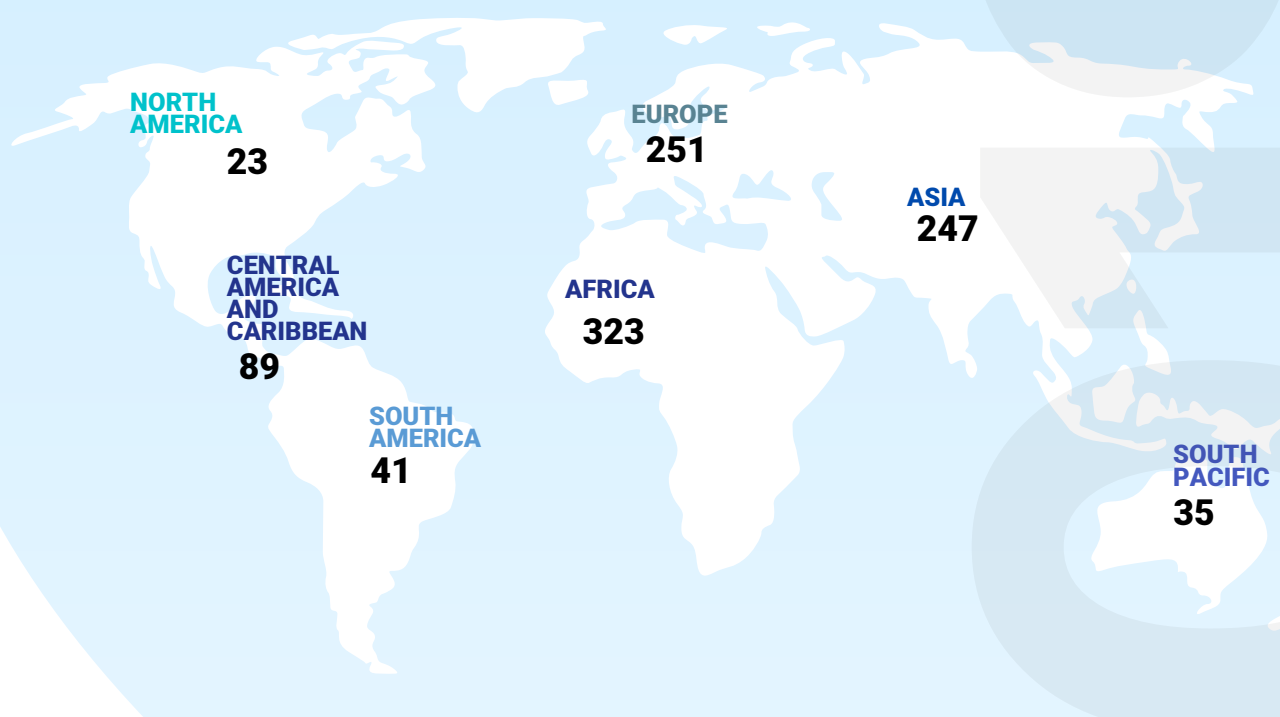 NORTH
AMERICA
23
EUROPE
251
ASIA
247
CENTRAL
AMERICA
AND
CARIBBEAN
89
AFRICA
323
SOUTH
AMERICA
41
SOUTH
PACIFIC
35